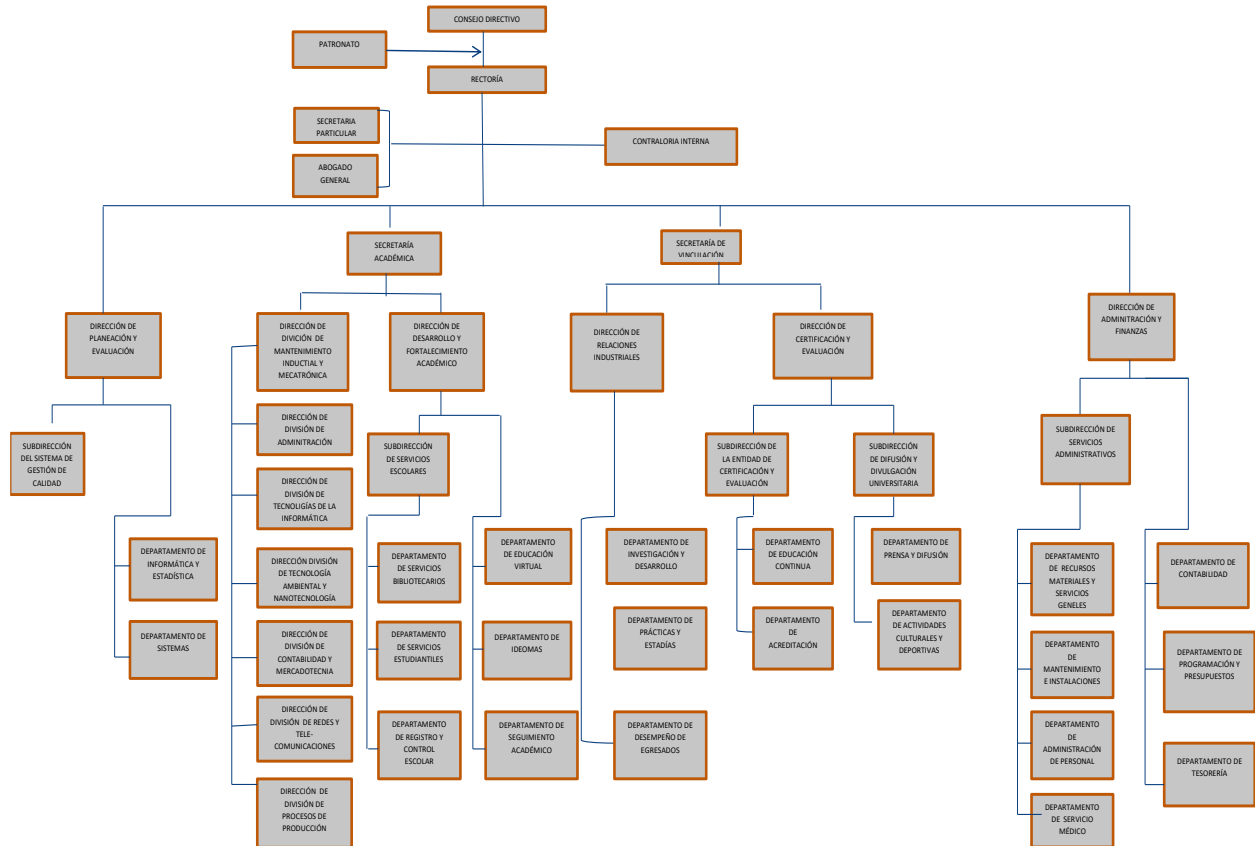 CONSEJO DIRECTIVO
PATRONATO
RECTORÍA
SECRETARIA
PARTICULAR
CONTRALORIA INTERNA
ABOGADO
GENERAL
SECRETARÍA
ACADÉMICA
SECRETARÍA DE
VINCULACIÓN
DIRECCIÓN DE
PLANEACIÓN Y
EVALUACIÓN
DIRECCIÓN DE
DIVISIÓN DE
MANTENIMIENTO
INDUCTIAL Y
MECATRÓNICA
DIRECCIÓN DE
DESARROLLO Y
FORTALECIMIENTO
ACADÉMICO
DIRECCIÓN DE
RELACIONES
INDUSTRIALES
DIRECCIÓN DE
CERTIFICACIÓN Y
EVALUACIÓN
DIRECCIÓN DE
ADMINITRACIÓN Y
FINANZAS
SUBDIRECCIÓN
DEL SISTEMA DE
GESTIÓN DE
CALIDAD
DIRECCIÓN DE
DIVISIÓN DE
ADMINITRACIÓN
SUBDIRECCIÓN
DE SERVICIOS
ESCOLARES
SUBDIRECCIÓN DE
LA ENTIDAD DE
CERTIFICACIÓN Y
EVALUACIÓN
SUBDIRECCIÓN
DE DIFUSIÓN Y
DIVULGACIÓN
UNIVERSITARIA
SUBDIRECCIÓN DE
SERVICIOS
ADMINISTRATIVOS
DIRECCIÓN DE
DIVISIÓN DE
TECNOLIGÍAS DE LA
INFORMÁTICA
DEPARTAMENTO DE
INFORMÁTICA Y
ESTADÍSTICA
DIRECCIÓN DIVISIÓN
DE TECNOLOGÍA
AMBIENTAL Y
NANOTECNOLOGÍA
DEPARTAMENTO
DE SERVICIOS
BIBLIOTECARIOS
DEPARTAMENTO
DE EDUCACIÓN
VIRTUAL
DEPARTAMENTO DE
INVESTIGACIÓN Y
DESARROLLO
DEPARTAMENTO
DE EDUCACIÓN
CONTINUA
DEPARTAMENTO DE
PRENSA Y DIFUSIÓN
DEPARTAMENTO
DE RECURSOS
MATERIALES Y
SERVICIOS
GENELES
DEPARTAMENTO DE
CONTABILIDAD
DEPARTAMENTO DE
SISTEMAS
DIRECCIÓN DE
DIVISIÓN DE
CONTABILIDAD Y
MERCADOTECNIA
DEPARTAMENTO
DE SERVICIOS
ESTUDIANTILES
DEPARTAMENTO DE
IDEOMAS
DEPARTAMENTO DE
PRÁCTICAS Y
ESTADÍAS
DEPARTAMENTO
DE
ACREDITACIÓN
DEPARTAMENTO
DE ACTIVIDADES
CULTURALES Y
DEPORTIVAS
DEPARTAMENTO
DE
MANTENIMIENTO
E INSTALACIONES
DEPARTAMENTO DE
PROGRAMACIÓN Y
PRESUPUESTOS
DIRECCIÓN DE
DIVISIÓN DE REDES Y
TELE-
COMUNICACIONES
DEPARTAMENTO
DE REGISTRO Y
CONTROL
ESCOLAR
DEPARTAMENTO DE
SEGUIMIENTO
ACADÉMICO
DEPARTAMENTO DE
DESEMPEÑO DE
EGRESADOS
DEPARTAMENTO
DE
ADMINISTRACIÓN
DE PERSONAL
DEPARTAMENTO DE
TESORERÍA
DIRECCIÓN DE
DIVISIÓN DE
PROCESOS DE
PRODUCCIÓN
DEPARTAMENTO
DE SERVICIO
MÉDICO